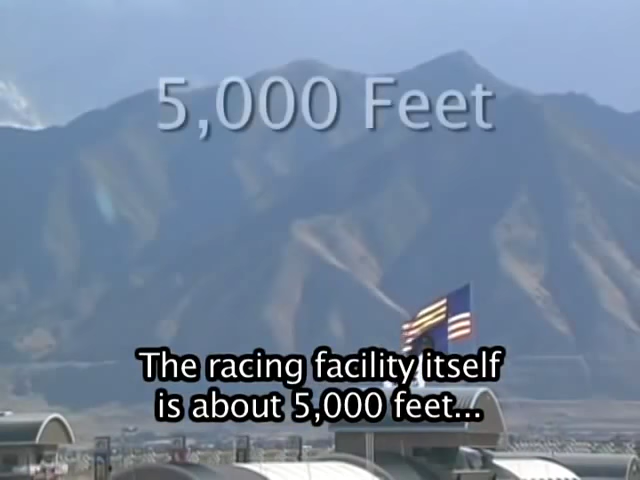 5,000 Feet
The racing facility itself
is about 5,000 feet...